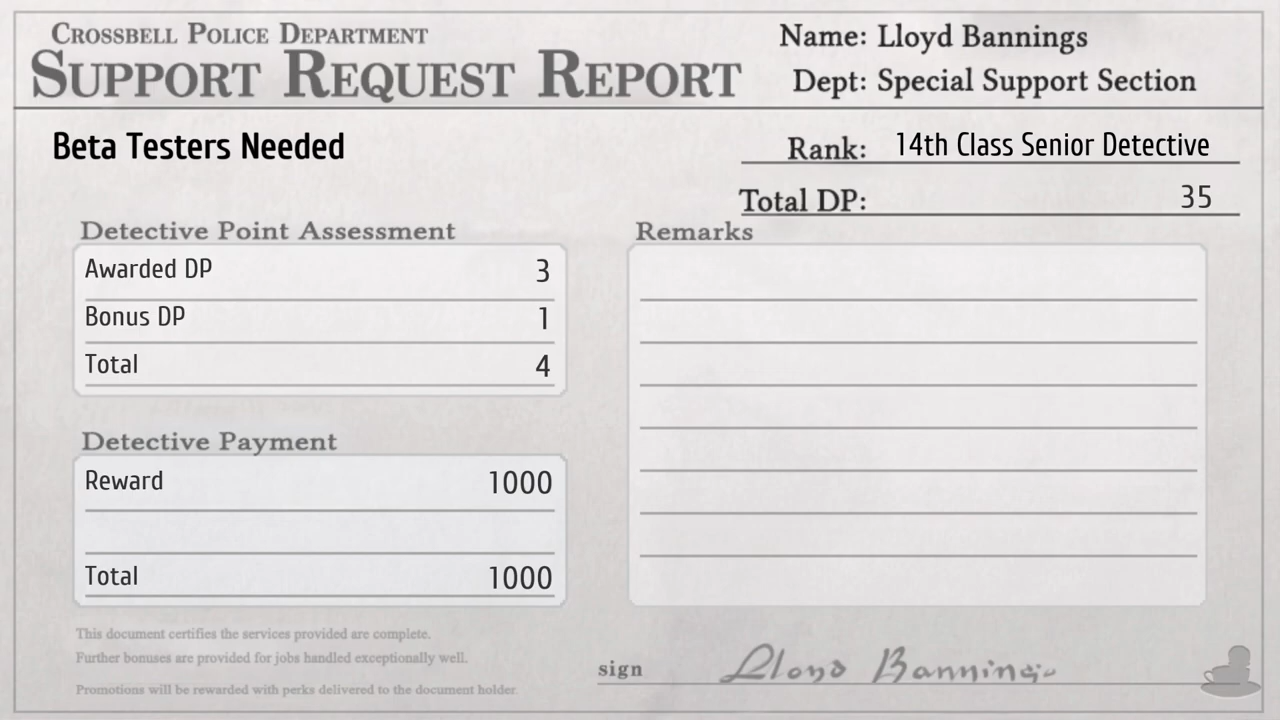 CROSSBELL POLICE DEPARTMENT
SUPPORT REQUEST REPORT
Name: Lloyd Bannings
Dept: Special Support Section
Beta Testers Needed
Rank: 14th Class Senior Detective
Total DP: 35
Detective Point Assessment
Awarded DP 3
Bonus DP 1
Total 4
Detective Payment
Reward 1000
Total 1000
Remarks
This document certifies the services provided are complete.
Further bonuses are provided for jobs handled exceptionally well.
Promotions will be rewarded with perks delivered to the document holder.
sign Lloyd Bannings